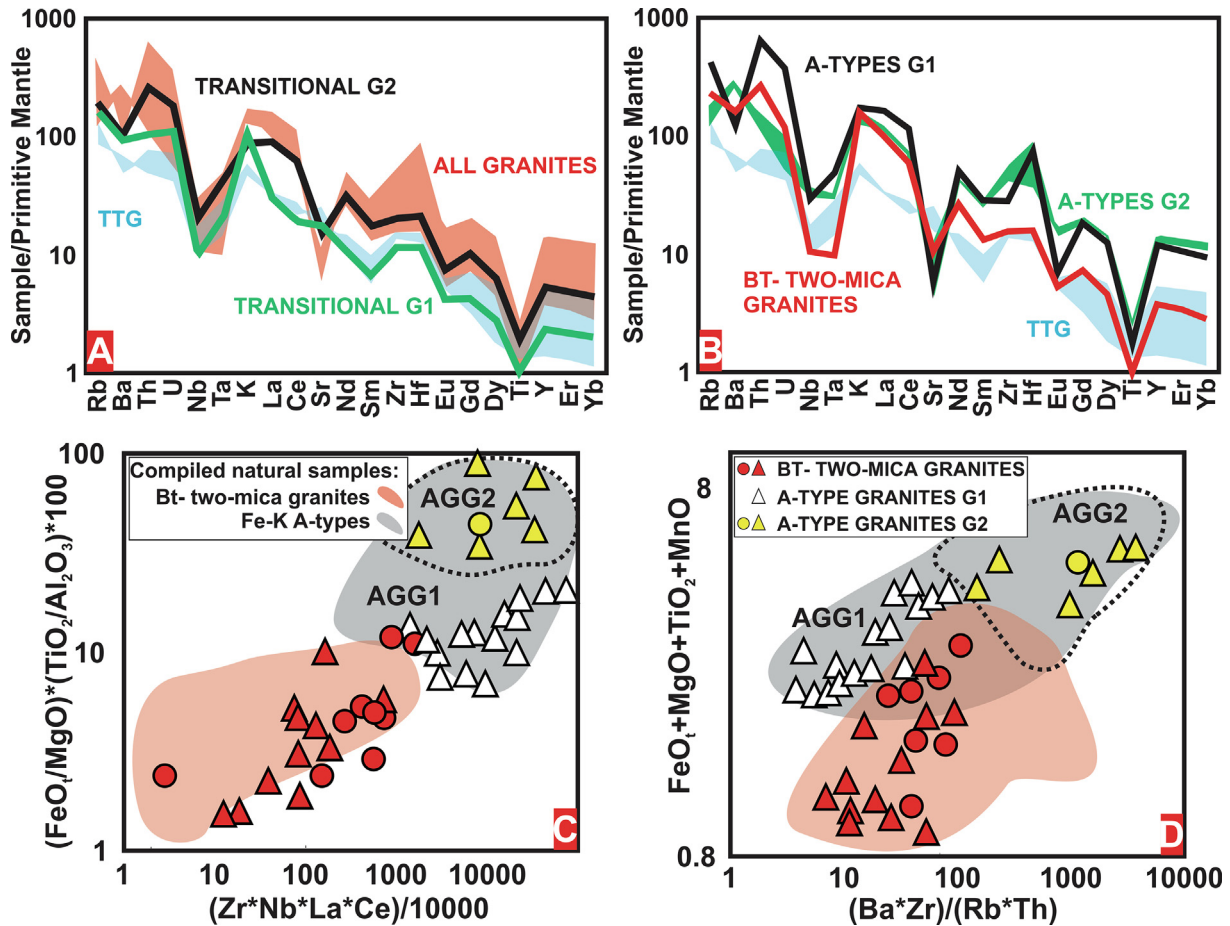 1000
100
10
1
Sample/Primitive Mantle
TRANSITIONAL G2
ALL GRANITES
TTG
TRANSITIONAL G1
A
Rb Ba Th U Nb Ta K La Ce Sr Nd Sm Zr Hf Eu Gd Dy Ti Y Er Yb
1000
100
10
1
Sample/Primitive Mantle
A-TYPES G1
A-TYPES G2
BT- TWO-MICA
GRANITES
TTG
B
Rb Ba Th U Nb Ta K La Ce Sr Nd Sm Zr Hf Eu Gd Dy Ti Y Er Yb
100
10
1
(FeOt/MgO)*(TiO2/Al2O3)*100
Compiled natural samples:
Bt- two-mica granites
Fe-K A-types
AGG2
AGG1
C
1 10 100 1000 10000
(Zr*Nb*La*Ce)/10000
8
0.8
FeOt+MgO+TiO2+MnO
BT- TWO-MICA GRANITES
A-TYPE GRANITES G1
A-TYPE GRANITES G2
AGG2
AGG1
D
1 10 100 1000 10000
(Ba*Zr)/(Rb*Th)